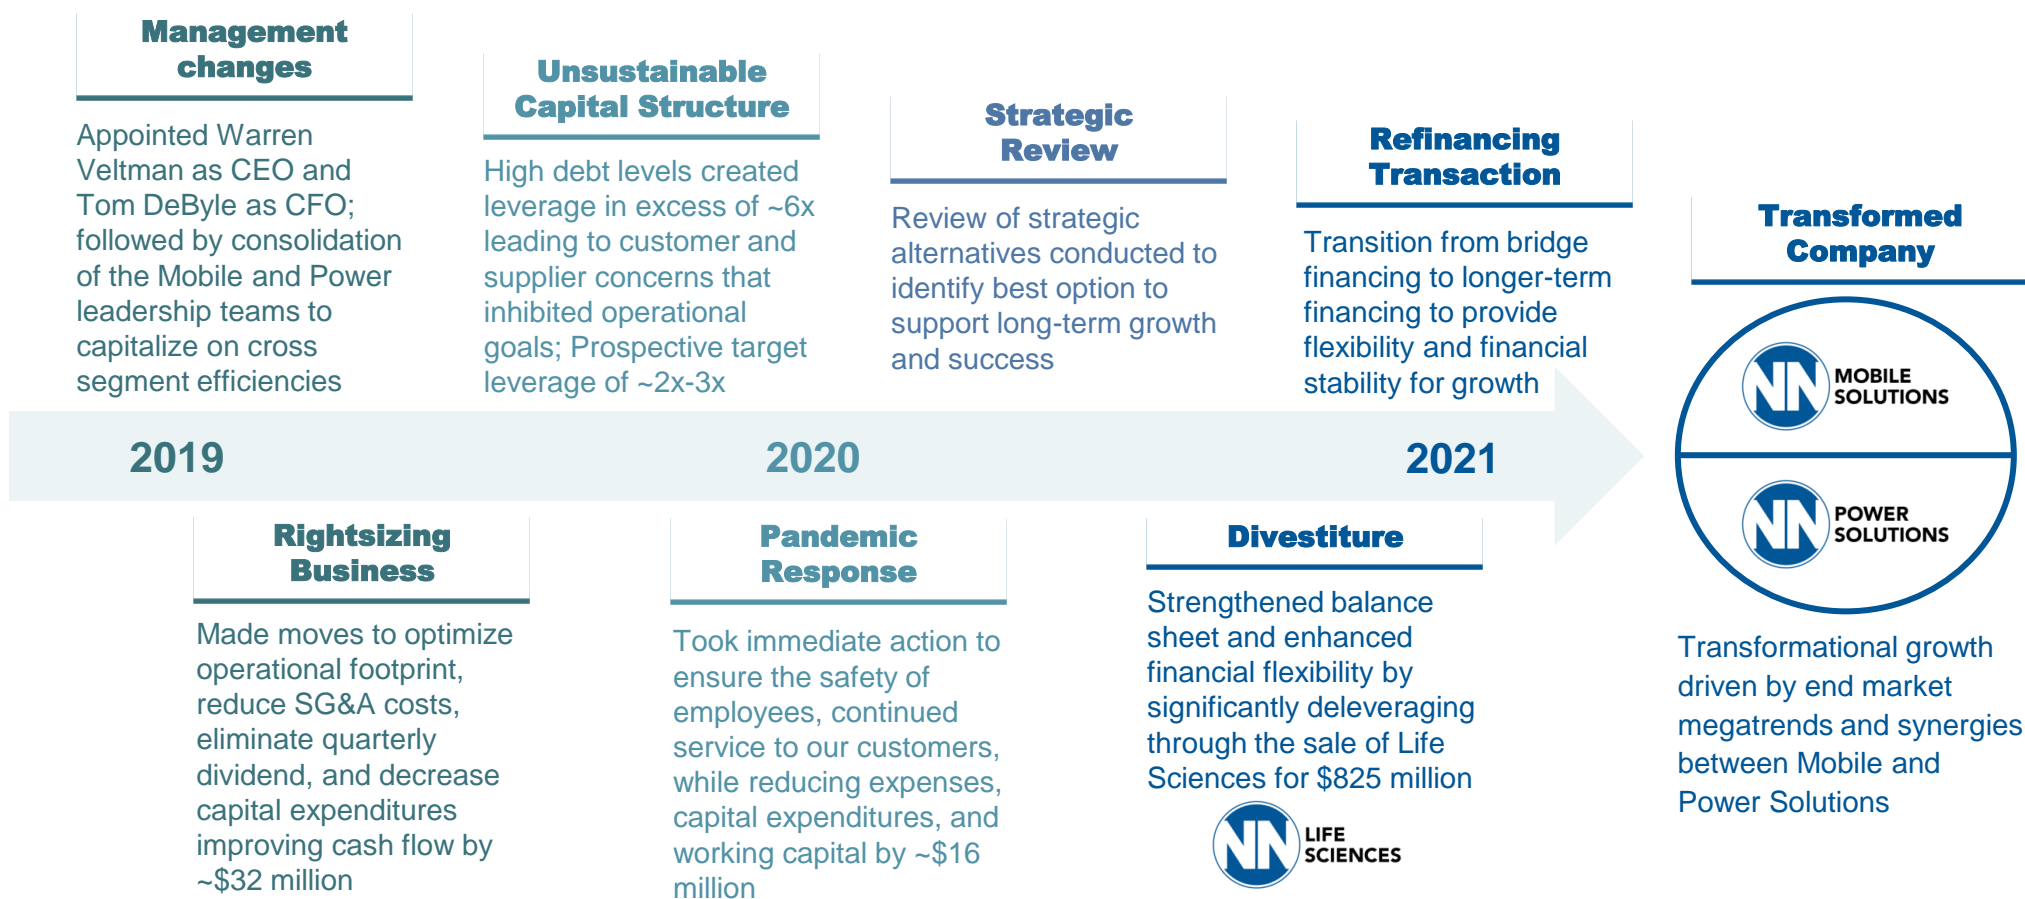 Management
changes
Appointed Warren
Veltman as CEO and
Tom DeByle as CFO;
followed by consolidation
of the Mobile and Power
leadership teams to
capitalize on cross
segment efficiencies
Unsustainable
Capital Structure
High debt levels created
leverage in excess of ~6x
leading to customer and
supplier concerns that
inhibited operational
goals; Prospective target
leverage of ~2x-3x
Strategic
Review
Review of strategic
alternatives conducted to
identify best option to
support long-term growth
and success
Refinancing
Transaction
Transition from bridge
financing to longer-term
financing to provide
flexibility and financial
stability for growth
2019
2020
2021
Rightsizing
Business
Made moves to optimize
operational footprint,
reduce SG&A costs,
eliminate quarterly
dividend, and decrease
capital expenditures
improving cash flow by
~$32 million
Pandemic
Response
Took immediate action to
ensure the safety of
employees, continued
service to our customers,
while reducing expenses,
capital expenditures, and
working capital by ~$16
million
Divestiture
Strengthened balance
sheet and enhanced
financial flexibility by
significantly deleveraging
through the sale of Life
Sciences for $825 million
NN LIFE
SCIENCES
Transformed
Company
NN MOBILE
SOLUTIONS
NN POWER
SOLUTIONS
Transformational growth
driven by end market
megatrends and synergies
between Mobile and
Power Solutions